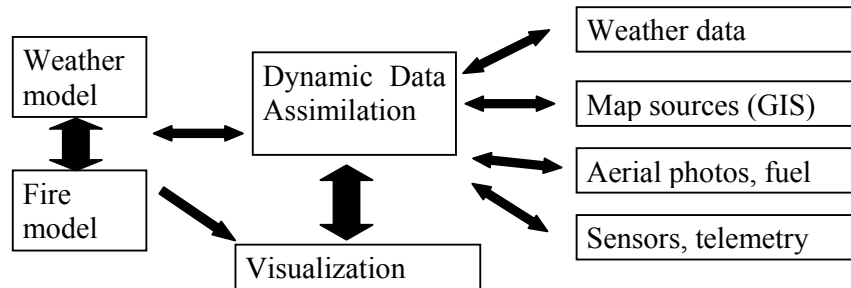 Weather
model
Fire
model
Dynamic Data
Assimilation
Visualization
Weather data
Map sources (GIS)
Aerial photos, fuel
Sensors, telemetry